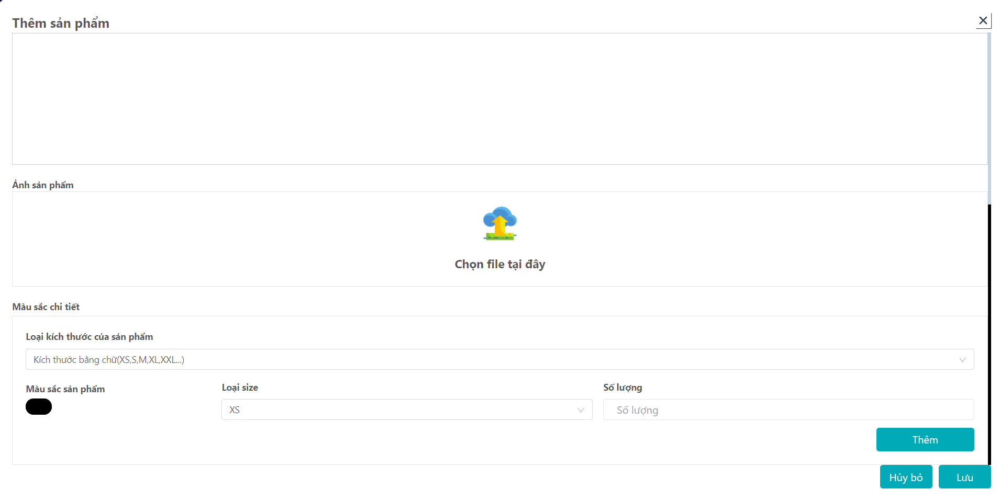 Thêm sản phẩm
Ảnh sản phẩm
Chọn file tại đây
Màu sắc chi tiết
Loại kích thước của sản phẩm
Kích thước bằng chữ(XS,S,M,XL,XXL...)
Màu sắc sản phẩm
Loại size
Số lượng
XS
Số lượng
Thêm
Hủy bỏ
Lưu